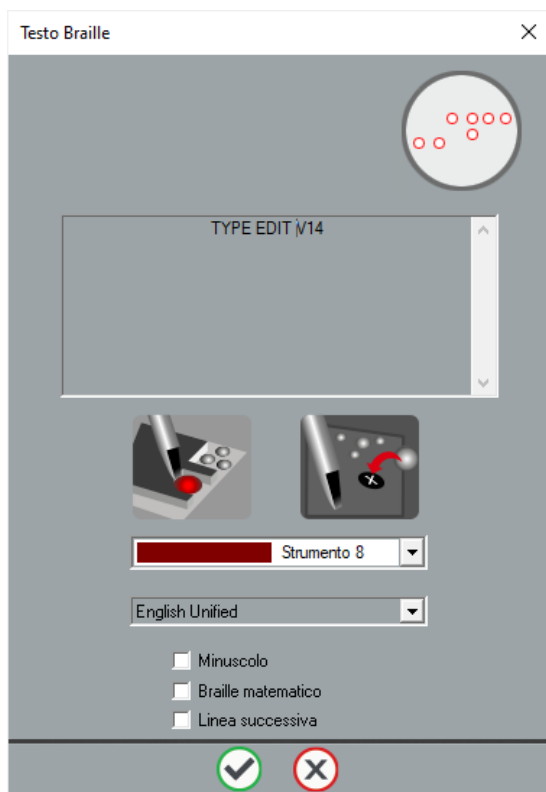 Testo Braille
TYPE EDIT V14
Strumento 8
English Unified
Minuscolo
Braille matematico
Linea successiva